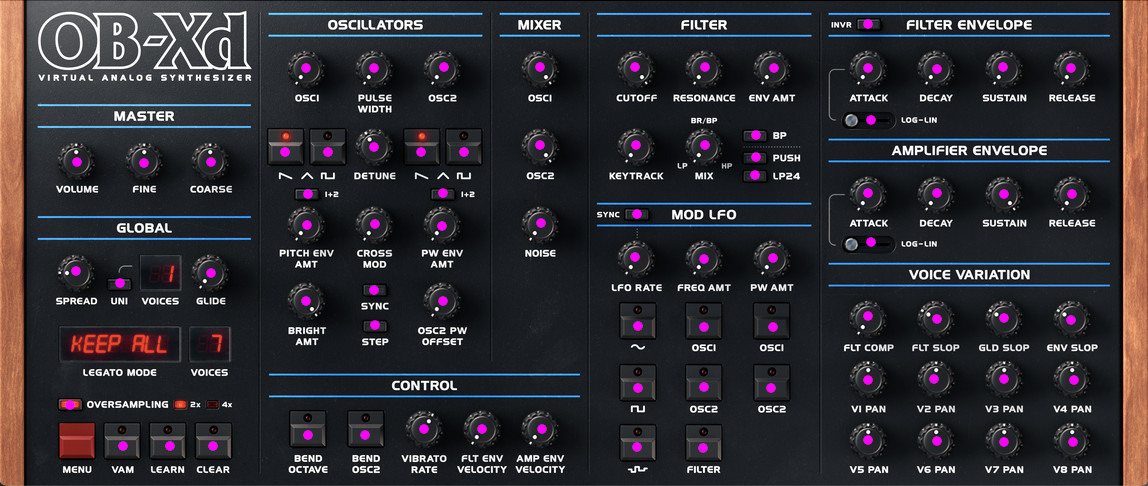 OB-Xd
VIRTUAL ANALOG SYNTHESIZER
MASTER
VOLUME FINE COARSE
GLOBAL
1
SPREAD UNI VOICES GLIDE
KEEP ALL 7
LEGATO MODE VOICES
OVERSAMPLING 2x 4x
MENU VAM LEARN CLEAR
OSCILLATORS
OSC1 PULSE WIDTH OSC2
DETUNE
1+2 1+2
PITCH ENV AMT CROSS MOD PW ENV AMT
BRIGHT AMT SYNC OSC2 PW OFFSET
STEP
MIXER
OSC1
OSC2
NOISE
CONTROL
BEND OCTAVE BEND OSC2 VIBRATO RATE FLT ENV VELOCITY AMP ENV VELOCITY
FILTER
CUTOFF RESONANCE ENV AMT
BR/BP
BP
PUSH
LP HP
KEYTRACK MIX LP24
SYNC MOD LFO
LFO RATE FREQ AMT PW AMT
OSC1 OSC1
OSC2 OSC2
FILTER
INVR FILTER ENVELOPE
ATTACK DECAY SUSTAIN RELEASE
LOG-LIN
AMPLIFIER ENVELOPE
ATTACK DECAY SUSTAIN RELEASE
LOG-LIN
VOICE VARIATION
FLT COMP FLT SLOP GLD SLOP ENV SLOP
V1 PAN V2 PAN V3 PAN V4 PAN
V5 PAN V6 PAN V7 PAN V8 PAN